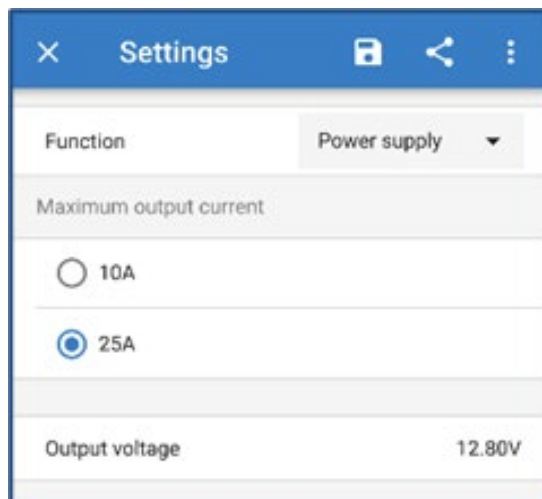 Settings
Function Power supply
Maximum output current
10A
25A
Output voltage 12.80V